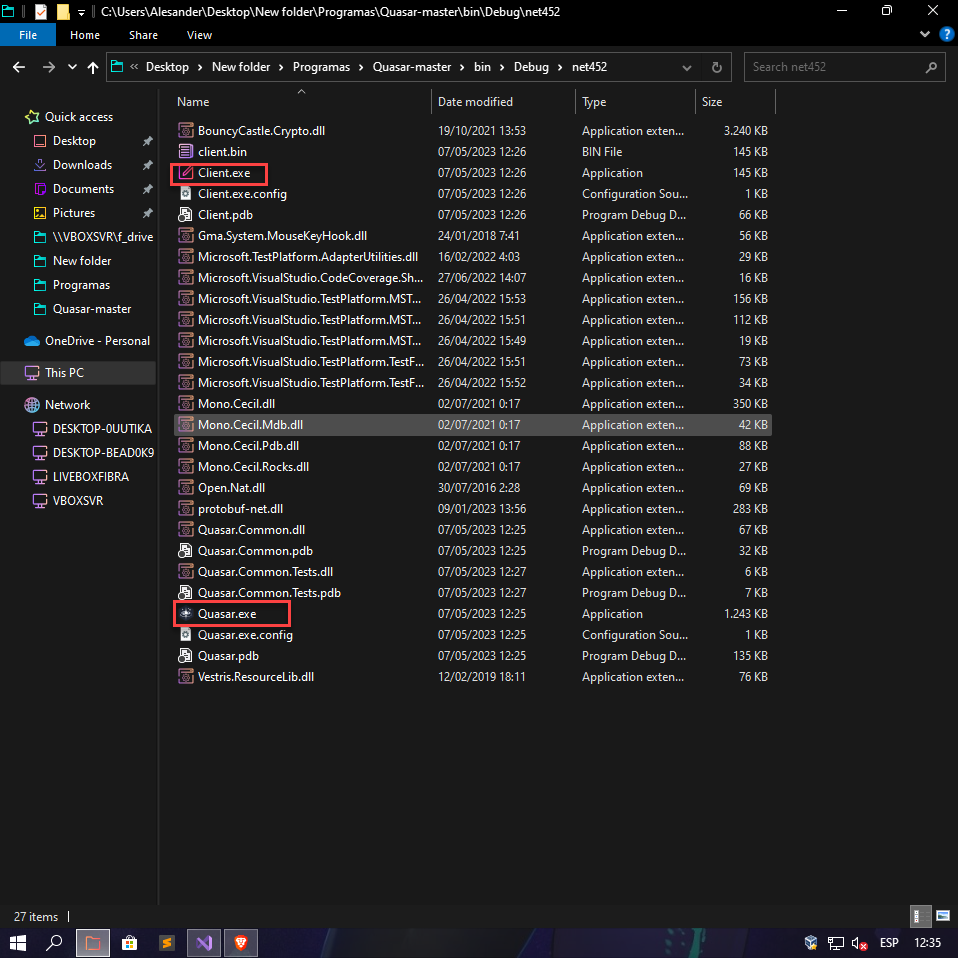 C:\Users\Alesander\Desktop\New folder\Programas\Quasar-master\bin\Debug\net452
File Home Share View
« Desktop > New folder > Programas > Quasar-master > bin > Debug > net452 Search net452
Name Date modified Type Size
Quick access
Desktop
Downloads
Documents
Pictures
\\VBOXSVR\f_drive
New folder
Programas
Quasar-master
OneDrive - Personal
This PC
Network
DESKTOP-0UUTIKA
DESKTOP-BEAD0K9
LIVEBOXFIBRA
VBOXSVR
BouncyCastle.Crypto.dll 19/10/2021 13:53 Application exten... 3.240 KB
client.bin 07/05/2023 12:26 BIN File 145 KB
Client.exe 07/05/2023 12:26 Application 145 KB
Client.exe.config 07/05/2023 12:26 Configuration Sou... 1 KB
Client.pdb 07/05/2023 12:26 Program Debug D... 66 KB
Gma.System.MouseKeyHook.dll 24/01/2018 7:41 Application exten... 56 KB
Microsoft.TestPlatform.AdapterUtilities.dll 16/02/2022 4:03 Application exten... 29 KB
Microsoft.VisualStudio.CodeCoverage.Sh... 27/06/2022 14:07 Application exten... 16 KB
Microsoft.VisualStudio.TestPlatform.MST... 26/04/2022 15:53 Application exten... 156 KB
Microsoft.VisualStudio.TestPlatform.MST... 26/04/2022 15:51 Application exten... 112 KB
Microsoft.VisualStudio.TestPlatform.MST... 26/04/2022 15:49 Application exten... 19 KB
Microsoft.VisualStudio.TestPlatform.TestF... 26/04/2022 15:51 Application exten... 73 KB
Microsoft.VisualStudio.TestPlatform.TestF... 26/04/2022 15:52 Application exten... 34 KB
Mono.Cecil.dll 02/07/2021 0:17 Application exten... 350 KB
Mono.Cecil.Mdb.dll 02/07/2021 0:17 Application exten... 42 KB
Mono.Cecil.Pdb.dll 02/07/2021 0:17 Application exten... 88 KB
Mono.Cecil.Rocks.dll 02/07/2021 0:17 Application exten... 27 KB
Open.Nat.dll 30/07/2016 2:28 Application exten... 69 KB
protobuf-net.dll 09/01/2023 13:56 Application exten... 283 KB
Quasar.Common.dll 07/05/2023 12:25 Application exten... 67 KB
Quasar.Common.pdb 07/05/2023 12:25 Program Debug D... 32 KB
Quasar.Common.Tests.dll 07/05/2023 12:27 Application exten... 6 KB
Quasar.Common.Tests.pdb 07/05/2023 12:27 Program Debug D... 7 KB
Quasar.exe 07/05/2023 12:25 Application 1.243 KB
Quasar.exe.config 07/05/2023 12:25 Configuration Sou... 1 KB
Quasar.pdb 07/05/2023 12:25 Program Debug D... 135 KB
Vestris.ResourceLib.dll 12/02/2019 18:11 Application exten... 76 KB
27 items
ESP 12:35